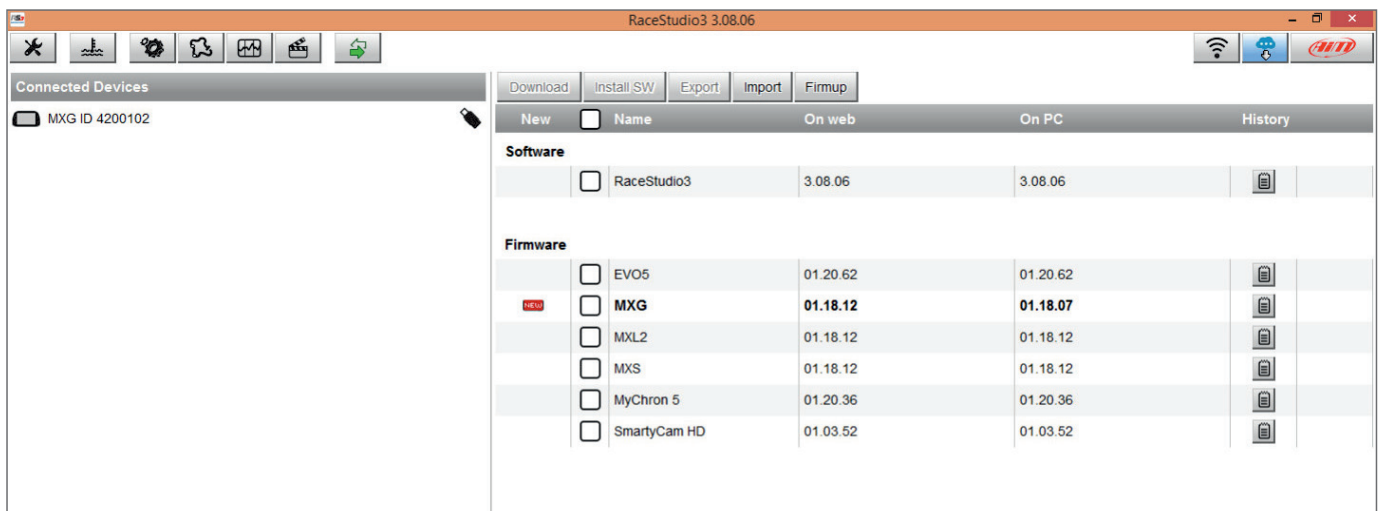 RS3
RaceStudio3 3.08.06
AiM
Connected Devices
MXG ID 4200102
Download Install SW Export Import Firmup
New Name On web On PC History
Software
RaceStudio3 3.08.06 3.08.06
Firmware
EVO5 01.20.62 01.20.62
NEW MXG 01.18.12 01.18.07
MXL2 01.18.12 01.18.12
MXS 01.18.12 01.18.12
MyChron 5 01.20.36 01.20.36
SmartyCam HD 01.03.52 01.03.52